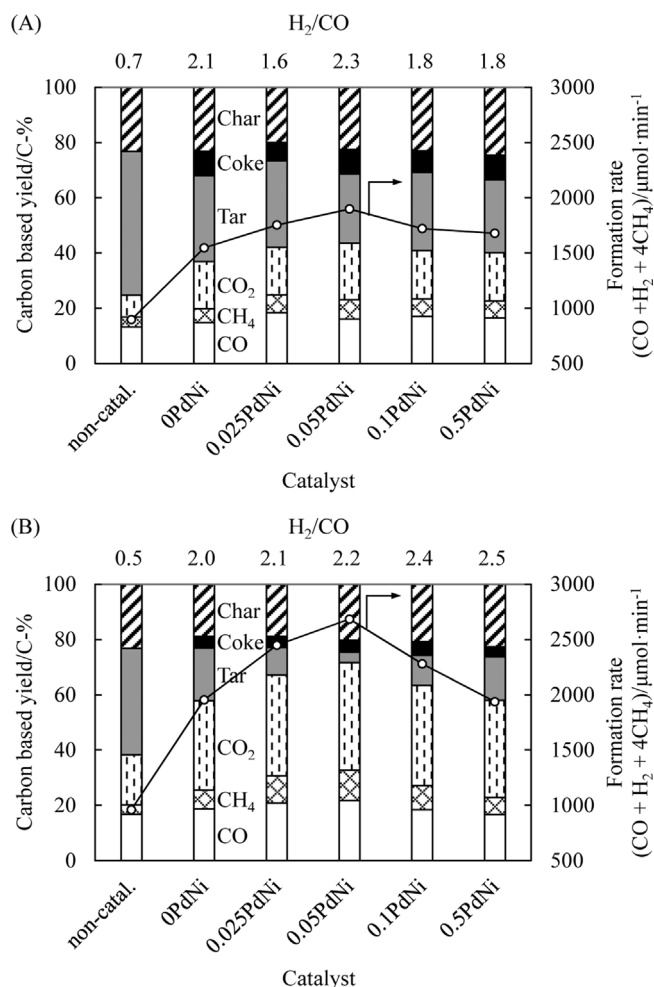 (A)
H₂/CO
0.7 2.1 1.6 2.3 1.8 1.8
100 3000
80 2500
60 2000
40 1500
20 1000
0 500
Carbon based yield/C-%
Char
Coke
Tar
CO₂
CH₄
CO
Formation rate
(CO +H₂ + 4CH₄)/μmol·min⁻¹
non-catal. 0PdNi 0.025PdNi 0.05PdNi 0.1PdNi 0.5PdNi
Catalyst
(B)
H₂/CO
0.5 2.0 2.1 2.2 2.4 2.5
100 3000
80 2500
60 2000
40 1500
20 1000
0 500
Carbon based yield/C-%
Char
Coke
Tar
CO₂
CH₄
CO
Formation rate
(CO + H₂ + 4CH₄)/μmol·min⁻¹
non-catal. 0PdNi 0.025PdNi 0.05PdNi 0.1PdNi 0.5PdNi
Catalyst